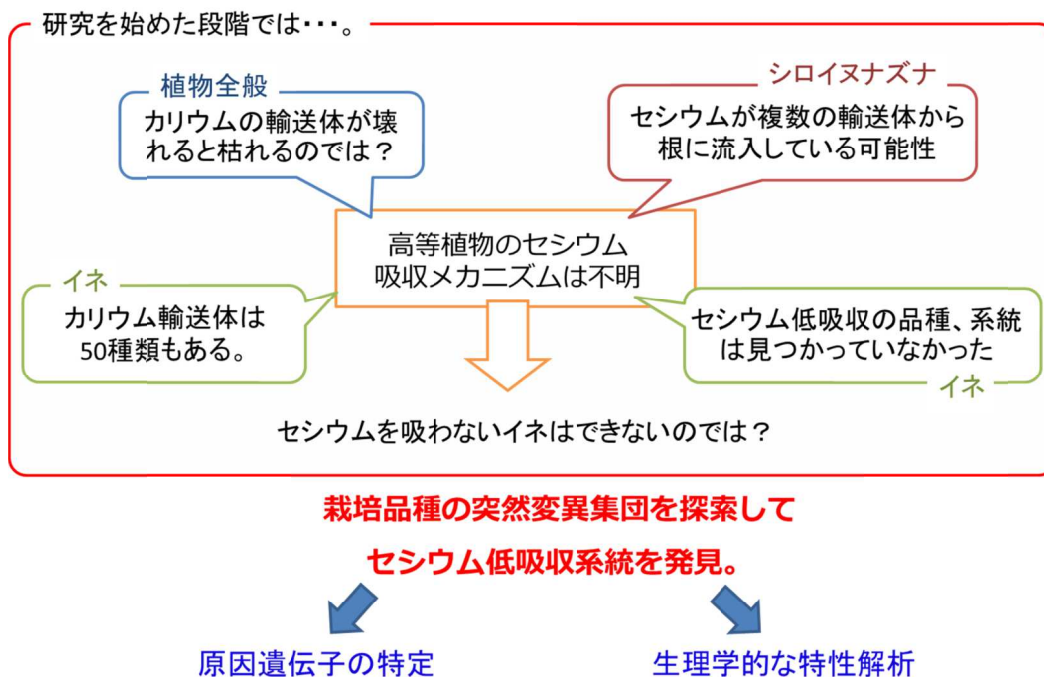 研究を始めた段階では・・・。
植物全般
カリウムの輸送体が壊
れると枯れるのでは？
シロイヌナズナ
セシウムが複数の輸送体から
根に流入している可能性
高等植物のセシウム
吸収メカニズムは不明
イネ
カリウム輸送体は
50種類もある。
セシウム低吸収の品種、系統
は見つかっていなかった
イネ
セシウムを吸わないイネはできないのでは？
栽培品種の突然変異集団を探索して
セシウム低吸収系統を発見。
原因遺伝子の特定
生理学的な特性解析